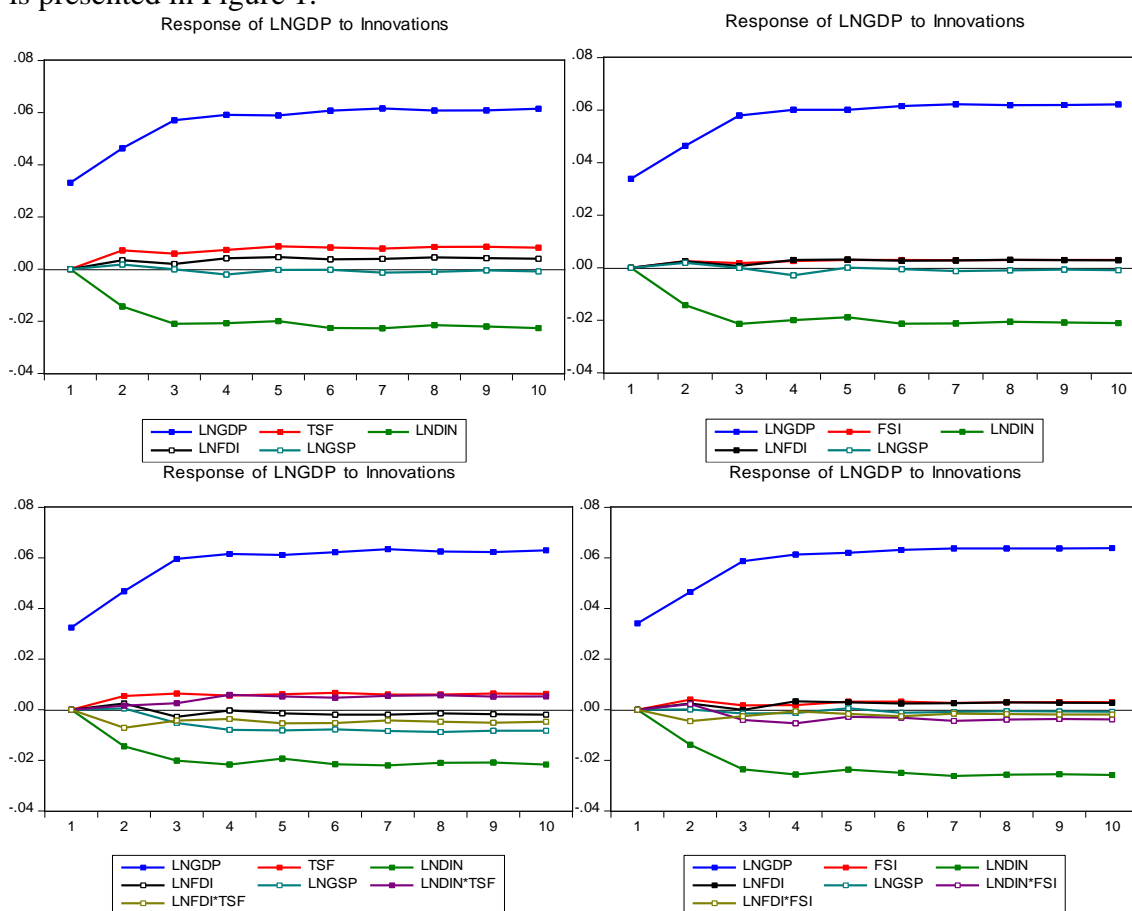 is presented in Figure 1.
Response of LNGDP to Innovations
.08
.06
.04
.02
.00
-.02
-.04
1 2 3 4 5 6 7 8 9 10
LNGDP TSF LNDIN
LNFDI LNGSP
Response of LNGDP to Innovations
.08
.06
.04
.02
.00
-.02
-.04
1 2 3 4 5 6 7 8 9 10
LNGDP FSI LNDIN
LNFDI LNGSP
Response of LNGDP to Innovations
.08
.06
.04
.02
.00
-.02
-.04
1 2 3 4 5 6 7 8 9 10
LNGDP TSF LNDIN
LNFDI LNGSP LNDIN*TSF
LNFDI*TSF
Response of LNGDP to Innovations
.08
.06
.04
.02
.00
-.02
-.04
1 2 3 4 5 6 7 8 9 10
LNGDP FSI LNDIN
LNFDI LNGSP LNDIN*FSI
LNFDI*FSI